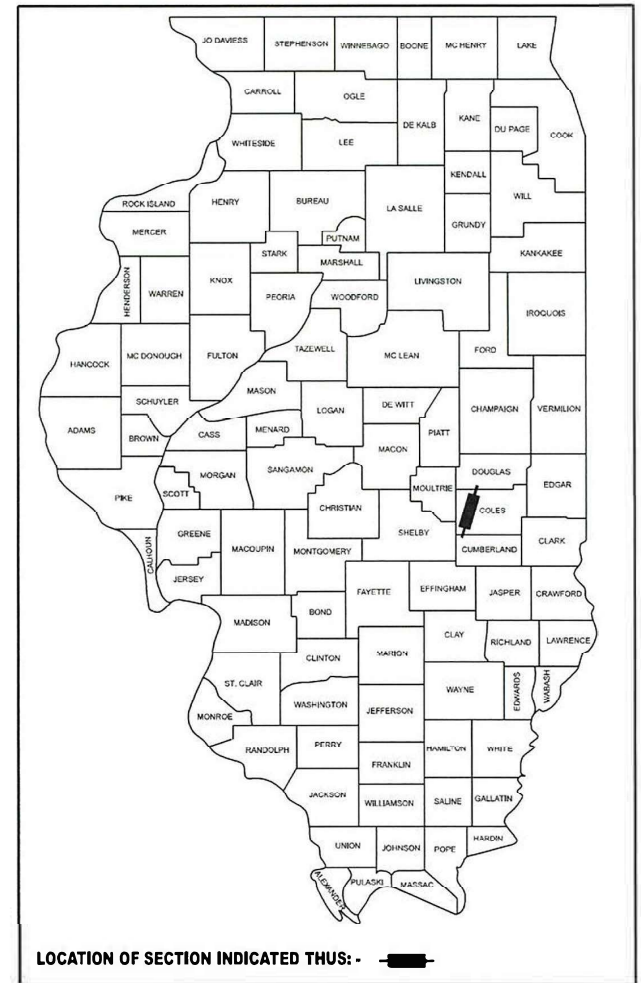 JO DAVIESS STEPHENSON WINNEBAGO BOONE MC HENRY LAKE
CARROLL OGLE DE KALB KANE DU PAGE COOK
WHITESIDE LEE KENDALL WILL
ROCK ISLAND HENRY BUREAU LA SALLE GRUNDY
MERCER PUTNAM KANKAKEE
STARK MARSHALL
HENDERSON WARREN KNOX PEORIA WOODFORD LIVINGSTON IROQUOIS
HANCOCK MC DONOUGH FULTON TAZEWELL MC LEAN FORD
SCHUYLER MASON LOGAN DE WITT CHAMPAIGN VERMILION
ADAMS BROWN CASS MENARD MACON PIATT
PIKE SCOTT MORGAN SANGAMON CHRISTIAN MOULTRIE DOUGLAS EDGAR
COLES
CALHOUN GREENE MACOUPIN MONTGOMERY SHELBY CUMBERLAND CLARK
JERSEY FAYETTE EFFINGHAM JASPER CRAWFORD
MADISON BOND CLAY RICHLAND LAWRENCE
CLINTON MARION
ST. CLAIR WASHINGTON JEFFERSON WAYNE EDWARDS WABASH
MONROE
RANDOLPH PERRY FRANKLIN HAMILTON WHITE
JACKSON WILLIAMSON SALINE GALLATIN
UNION JOHNSON POPE HARDIN
ALEXANDER PULASKI MASSAC
LOCATION OF SECTION INDICATED THUS: -